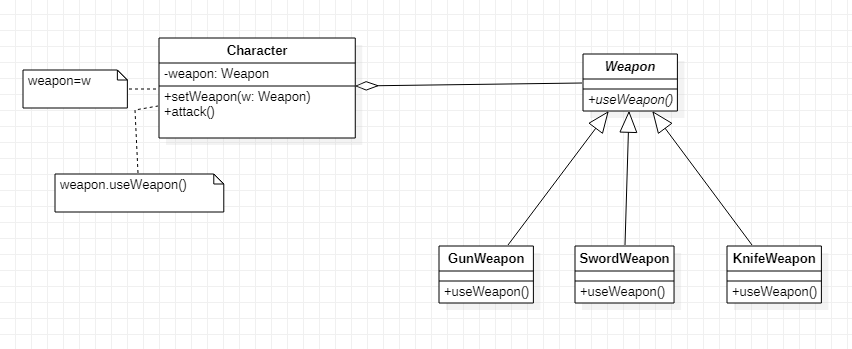 Character
-weapon: Weapon
+setWeapon(w: Weapon)
+attack()
weapon=w
weapon.useWeapon()
Weapon
+useWeapon()
GunWeapon
+useWeapon()
SwordWeapon
+useWeapon()
KnifeWeapon
+useWeapon()